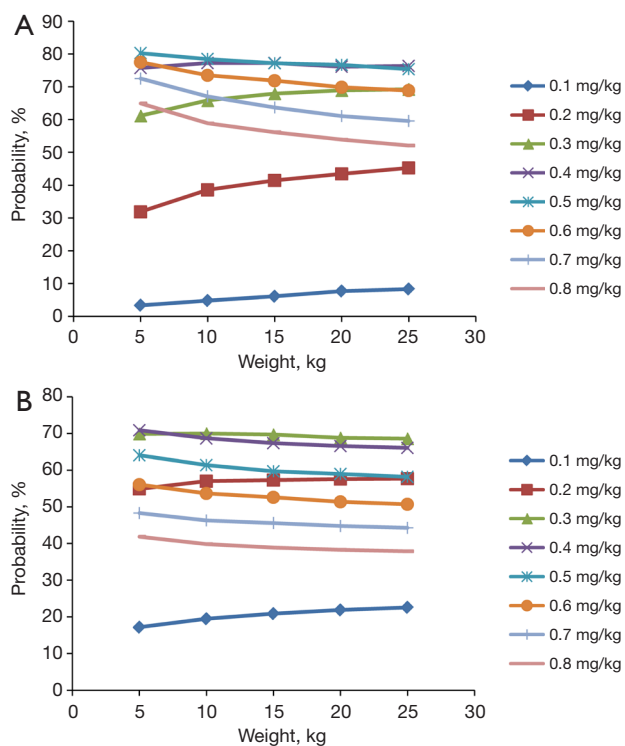 A
90
80
70
60
50
40
30
20
10
0
Probability, %
0 5 10 15 20 25 30
Weight, kg
0.1 mg/kg
0.2 mg/kg
0.3 mg/kg
0.4 mg/kg
0.5 mg/kg
0.6 mg/kg
0.7 mg/kg
0.8 mg/kg
B
80
70
60
50
40
30
20
10
0
Probability, %
0 5 10 15 20 25 30
Weight, kg
0.1 mg/kg
0.2 mg/kg
0.3 mg/kg
0.4 mg/kg
0.5 mg/kg
0.6 mg/kg
0.7 mg/kg
0.8 mg/kg